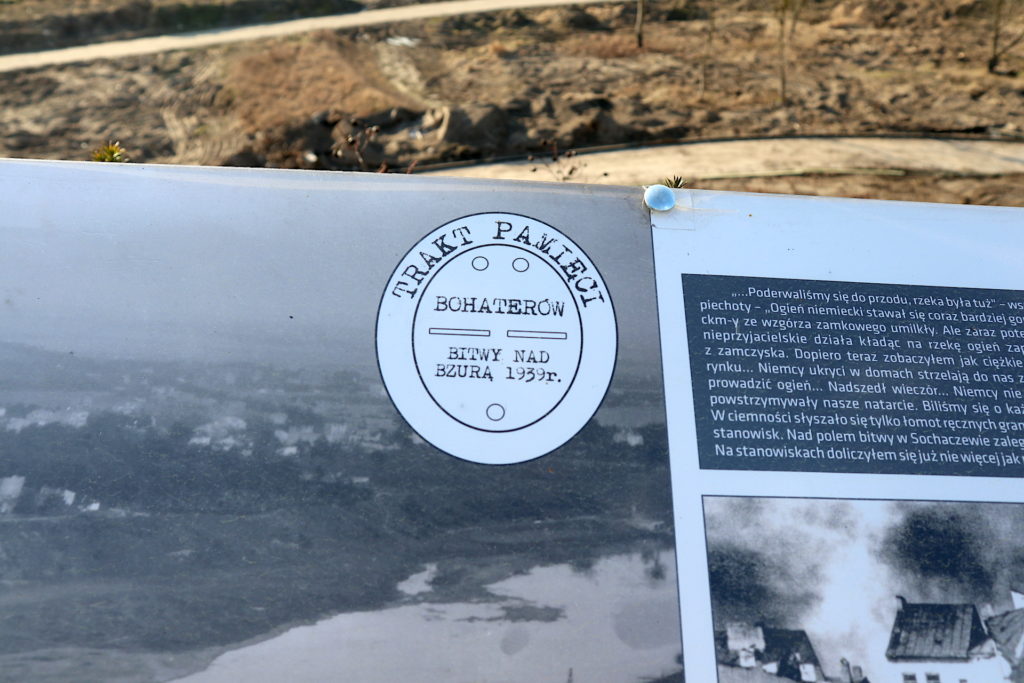 TRAKT PAMIĘCI
BOHATERÓW
BITWY NAD
BZURĄ 1939r.
„...Poderwaliśmy się do przodu, rzeka była tuż” –
piechoty – „Ogień niemiecki stawał się coraz bardziej
ckm-y ze wzgórza zamkowego umilkły. Ale zaraz
nieprzyjacielskie działa kładąc na rzekę ogień
z zamczyska. Dopiero teraz zobaczyłem jak
rynku... Niemcy ukryci w domach strzelają do nas
prowadzić ogień... Nadszedł wieczór... Niemcy nie
powstrzymywały nasze natarcie. Biliśmy się o
W ciemności słyszało się tylko łomot ręcznych
stanowisk. Nad polem bitwy w Sochaczewie
Na stanowiskach doliczyłem się już nie więcej jak